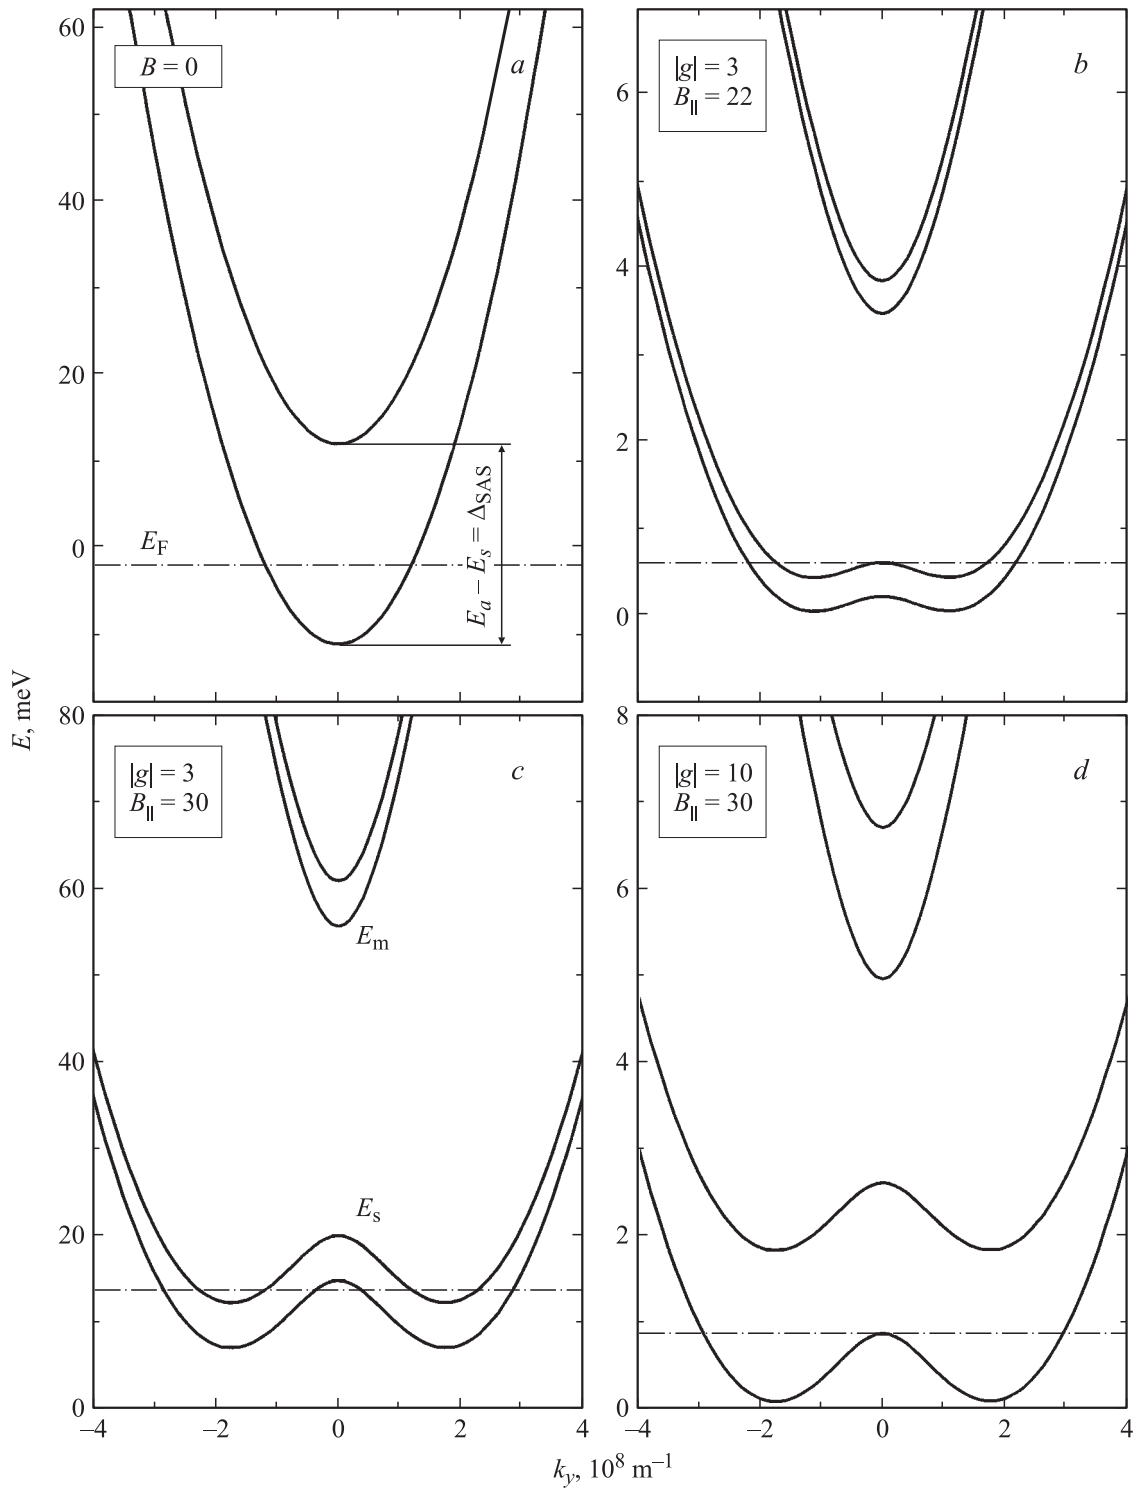 60
40
20
0
B = 0
a
E_F
E_a – E_s = Δ_SAS
6
4
2
0
|g| = 3
B_∥ = 22
b
E, meV
80
60
40
20
0
|g| = 3
B_∥ = 30
c
E_m
E_s
–4 –2 0 2 4
8
6
4
2
0
|g| = 10
B_∥ = 30
d
–4 –2 0 2 4
k_y, 10^8 m^–1